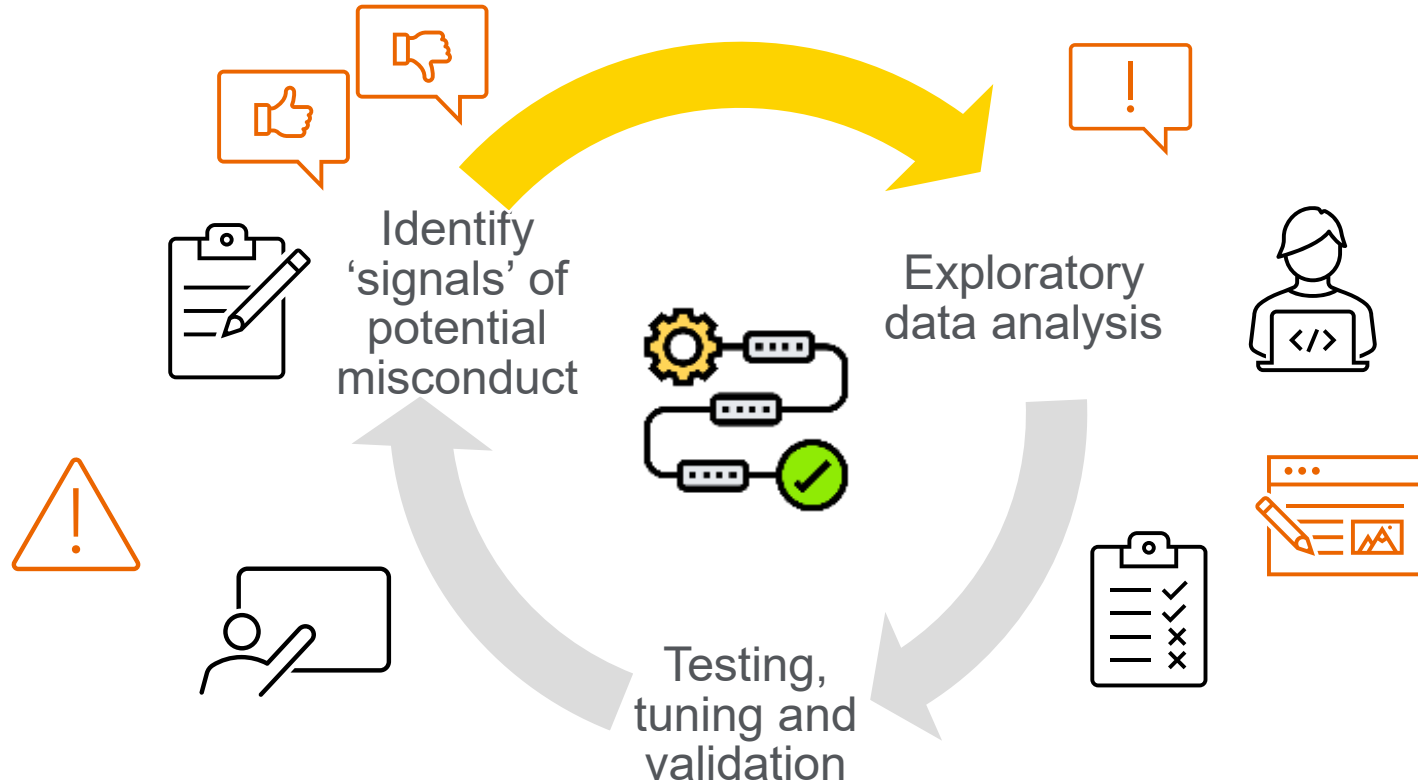 Identify
‘signals’ of
potential
misconduct
Exploratory
data analysis
</>
Testing,
tuning and
validation